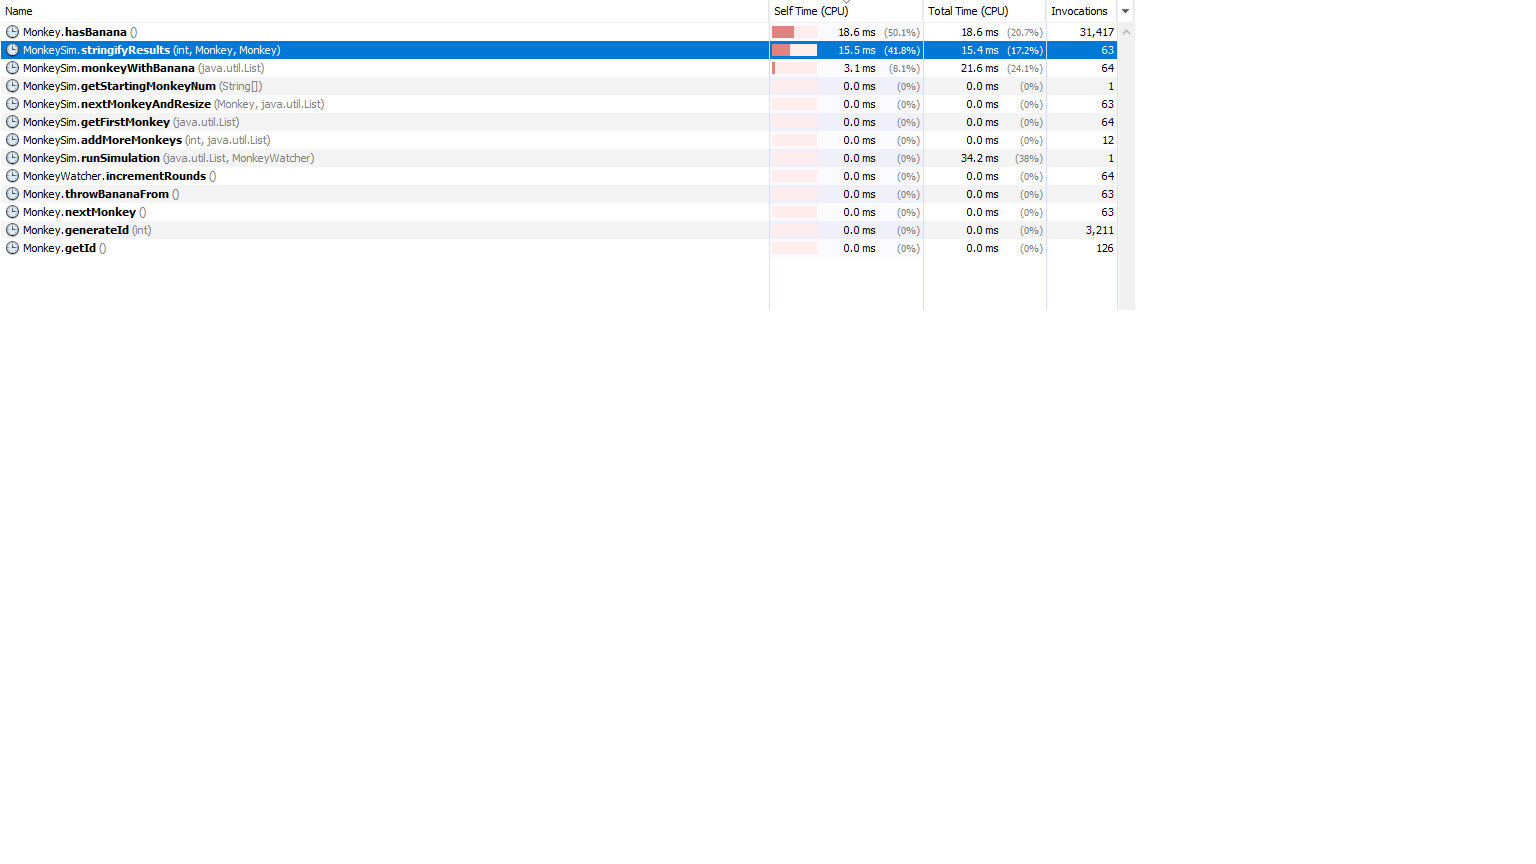 Name Self Time (CPU) Total Time (CPU) Invocations
Monkey.hasBanana () 18.6 ms (50.1%) 18.6 ms (20.7%) 31,417
MonkeySim.stringifyResults (int, Monkey, Monkey) 15.5 ms (41.8%) 15.4 ms (17.2%) 63
MonkeySim.monkeyWithBanana (java.util.List) 3.1 ms (8.1%) 21.6 ms (24.1%) 64
MonkeySim.getStartingMonkeyNum (String[]) 0.0 ms (0%) 0.0 ms (0%) 1
MonkeySim.nextMonkeyAndResize (Monkey, java.util.List) 0.0 ms (0%) 0.0 ms (0%) 63
MonkeySim.getFirstMonkey (java.util.List) 0.0 ms (0%) 0.0 ms (0%) 64
MonkeySim.addMoreMonkeys (int, java.util.List) 0.0 ms (0%) 0.0 ms (0%) 12
MonkeySim.runSimulation (java.util.List, MonkeyWatcher) 0.0 ms (0%) 34.2 ms (38%) 1
MonkeyWatcher.incrementRounds () 0.0 ms (0%) 0.0 ms (0%) 64
Monkey.throwBananaFrom () 0.0 ms (0%) 0.0 ms (0%) 63
Monkey.nextMonkey () 0.0 ms (0%) 0.0 ms (0%) 63
Monkey.generateId (int) 0.0 ms (0%) 0.0 ms (0%) 3,211
Monkey.getId () 0.0 ms (0%) 0.0 ms (0%) 126